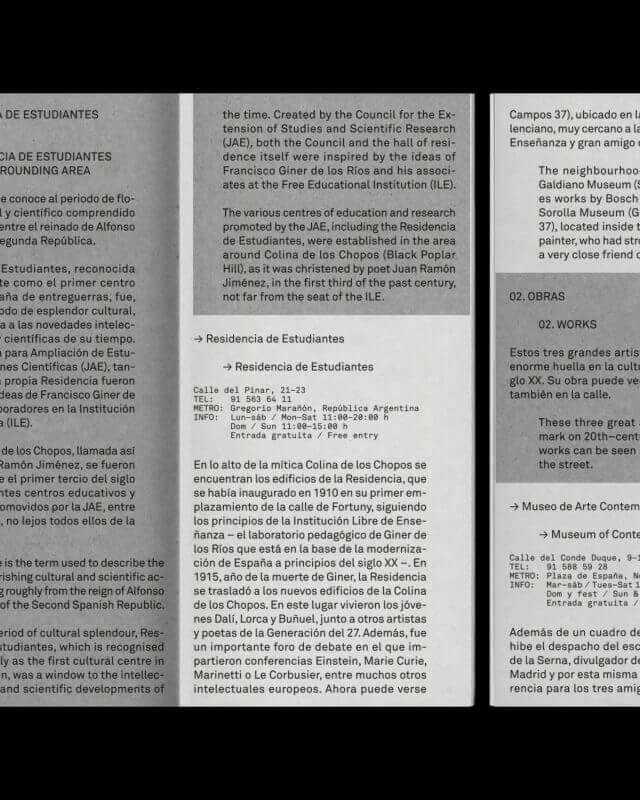 A DE ESTUDIANTES
CIA DE ESTUDIANTES
ROUNDING AREA
e conoce al periodo de flo-
l y científico comprendido
entre el reinado de Alfonso
egunda República.
Estudiantes, reconocida
te como el primer centro
aña de entreguerras, fue,
odo de esplendor cultural,
a a las novedades intelec-
y científicas de su tiempo.
a para Ampliación de Estu-
nes Científicas (JAE), tan-
a propia Residencia fueron
deas de Francisco Giner de
boradores en la Institución
a (ILE).
de los Chopos, llamada así
Ramón Jiménez, se fueron
e el primer tercio del siglo
ntes centros educativos y
omovidos por la JAE, entre
, no lejos todos ellos de la
e is the term used to describe the
rishing cultural and scientific ac-
g roughly from the reign of Alfonso
of the Second Spanish Republic.
eriod of cultural splendour, Res-
studiantes, which is recognised
ly as the first cultural centre in
n, was a window to the intellec-
and scientific developments of
the time. Created by the Council for the Ex-
tension of Studies and Scientific Research
(JAE), both the Council and the hall of resi-
dence itself were inspired by the ideas of
Francisco Giner de los Ríos and his associ-
ates at the Free Educational Institution (ILE).
The various centres of education and research
promoted by the JAE, including the Residencia
de Estudiantes, were established in the area
around Colina de los Chopos (Black Poplar
Hill), as it was christened by poet Juan Ramón
Jiménez, in the first third of the past century,
not far from the seat of the ILE.
→ Residencia de Estudiantes
→ Residencia de Estudiantes
Calle del Pinar, 21-23
TEL: 91 563 64 11
METRO: Gregorio Marañón, República Argentina
INFO: Lun-sáb / Mon-Sat 11:00-20:00 h
Dom / Sun 11:00-15:00 h
Entrada gratuita / Free entry
En lo alto de la mítica Colina de los Chopos se
encuentran los edificios de la Residencia, que
se había inaugurado en 1910 en su primer em-
plazamiento de la calle de Fortuny, siguiendo
los principios de la Institución Libre de Ense-
ñanza – el laboratorio pedagógico de Giner de
los Ríos que está en la base de la moderniza-
ción de España a principios del siglo XX –. En
1915, año de la muerte de Giner, la Residencia
se trasladó a los nuevos edificios de la Colina
de los Chopos. En este lugar vivieron los jóve-
nes Dalí, Lorca y Buñuel, junto a otros artistas
y poetas de la Generación del 27. Además, fue
un importante foro de debate en el que im-
partieron conferencias Einstein, Marie Curie,
Marinetti o Le Corbusier, entre muchos otros
intelectuales europeos. Ahora puede verse
Campos 37), ubicado en la
lenciano, muy cercano a la
Enseñanza y gran amigo d
The neighbourhoo
Galdiano Museum (S
es works by Bosch
Sorolla Museum (G
37), located inside t
painter, who had stro
a very close friend o
02. OBRAS
02. WORKS
Estos tres grandes artis
enorme huella en la cultu
glo XX. Su obra puede ve
también en la calle.
These three great a
mark on 20th-centu
works can be seen
the street.
→ Museo de Arte Contem
→ Museum of Conte
Calle del Conde Duque, 9-1
TEL: 91 588 59 28
METRO: Plaza de España, No
INFO: Mar-sáb / Tues-Sat 1
Dom y fest / Sun &
Entrada gratuita /
Además de un cuadro de
hibe el despacho del esc
de la Serna, divulgador de
Madrid y por esta misma
rencia para los tres amig